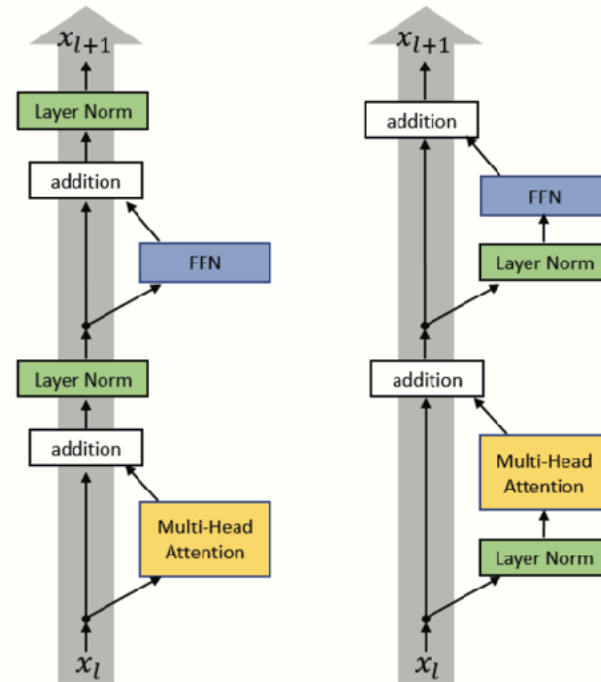 x_{l+1}
Layer Norm
addition
FFN
Layer Norm
addition
Multi-Head
Attention
x_l
x_{l+1}
addition
FFN
Layer Norm
addition
Multi-Head
Attention
Layer Norm
x_l